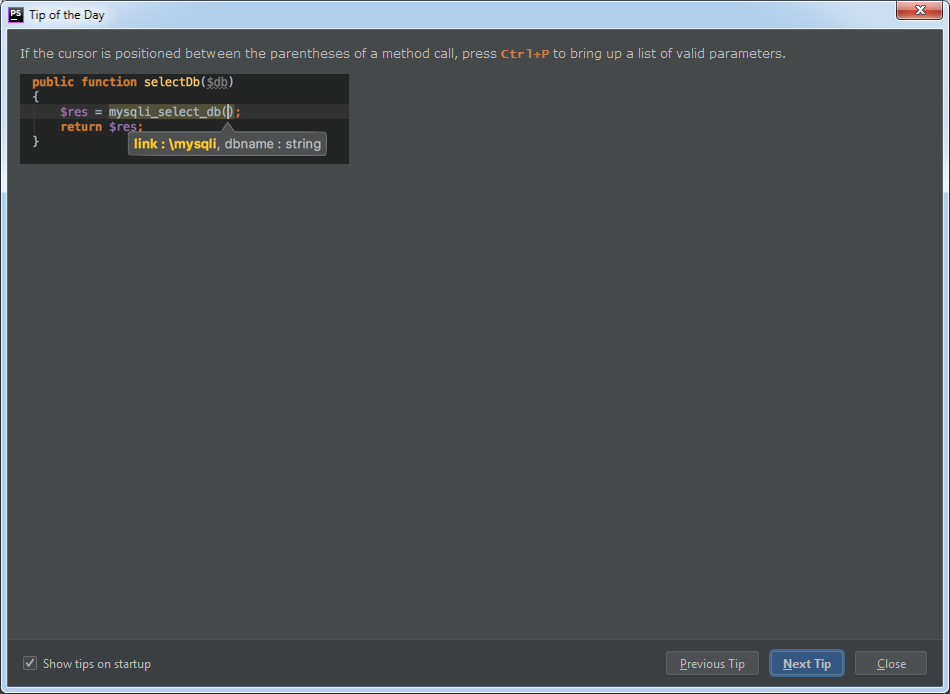 PS Tip of the Day
If the cursor is positioned between the parentheses of a method call, press Ctrl+P to bring up a list of valid parameters.
public function selectDb($db)
{
$res = mysqli_select_db();
return $res;
link : \mysqli, dbname : string
}
Show tips on startup
Previous Tip
Next Tip
Close